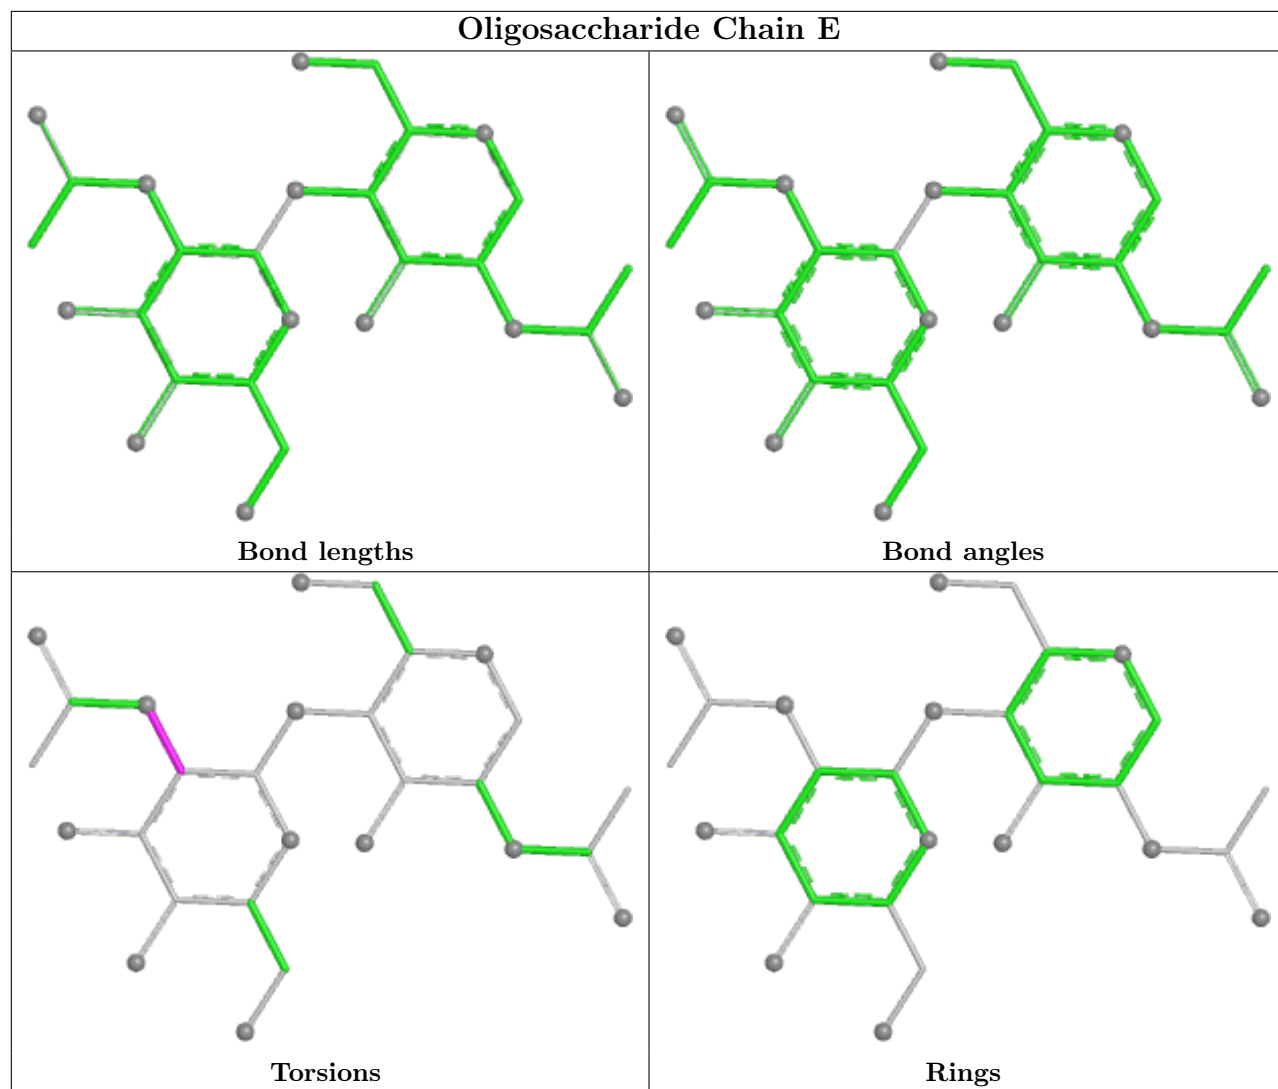 Oligosaccharide Chain E
Bond lengths
Bond angles
Torsions
Rings